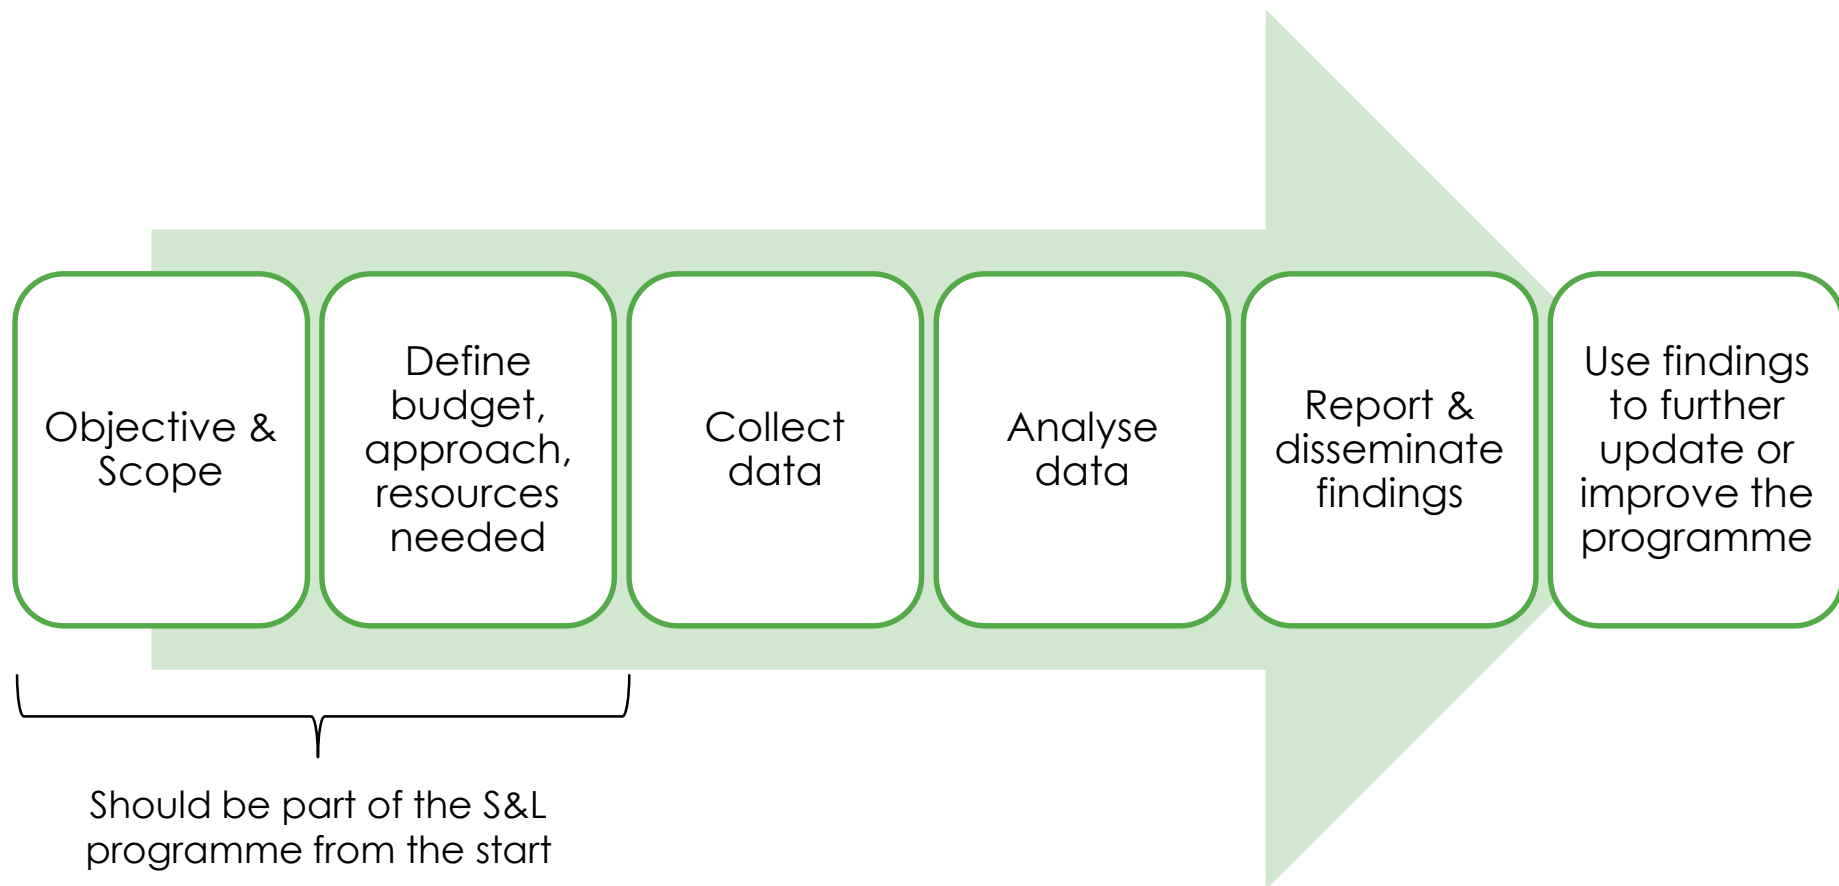 Objective &
Scope
Define
budget,
approach,
resources
needed
Collect
data
Analyse
data
Report &
disseminate
findings
Use findings
to further
update or
improve the
programme
Should be part of the S&L
programme from the start